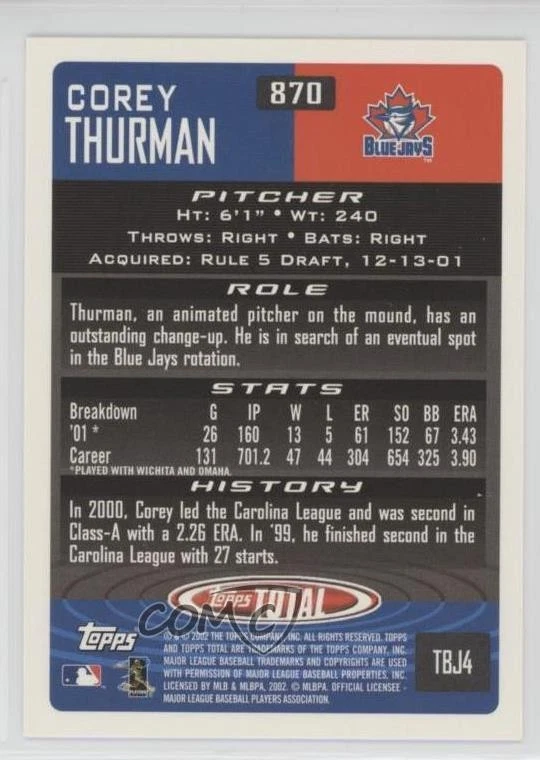 COREY
THURMAN
870
BLUE JAYS
TM
PITCHER
HT: 6'1" • WT: 240
THROWS: RIGHT • BATS: RIGHT
ACQUIRED: RULE 5 DRAFT, 12-13-01
ROLE
Thurman, an animated pitcher on the mound, has an
outstanding change-up. He is in search of an eventual spot
in the Blue Jays rotation.
STATS
Breakdown G IP W L ER SO BB ERA
'01 * 26 160 13 5 61 152 67 3.43
Career 131 701.2 47 44 304 654 325 3.90
*PLAYED WITH WICHITA AND OMAHA.
HISTORY
In 2000, Corey led the Carolina League and was second in
Class-A with a 2.26 ERA. In '99, he finished second in the
Carolina League with 27 starts.
Topps TOTAL
COMC
Topps
® & © 2002 THE TOPPS COMPANY, INC. ALL RIGHTS RESERVED. TOPPS
AND TOPPS TOTAL ARE TRADEMARKS OF THE TOPPS COMPANY, INC.
MAJOR LEAGUE BASEBALL TRADEMARKS AND COPYRIGHTS ARE USED
WITH PERMISSION OF MAJOR LEAGUE BASEBALL PROPERTIES, INC.
LICENSED BY MLB & MLBPA, 2002. © MLBPA. OFFICIAL LICENSEE -
MAJOR LEAGUE BASEBALL PLAYERS ASSOCIATION.
TBJ4